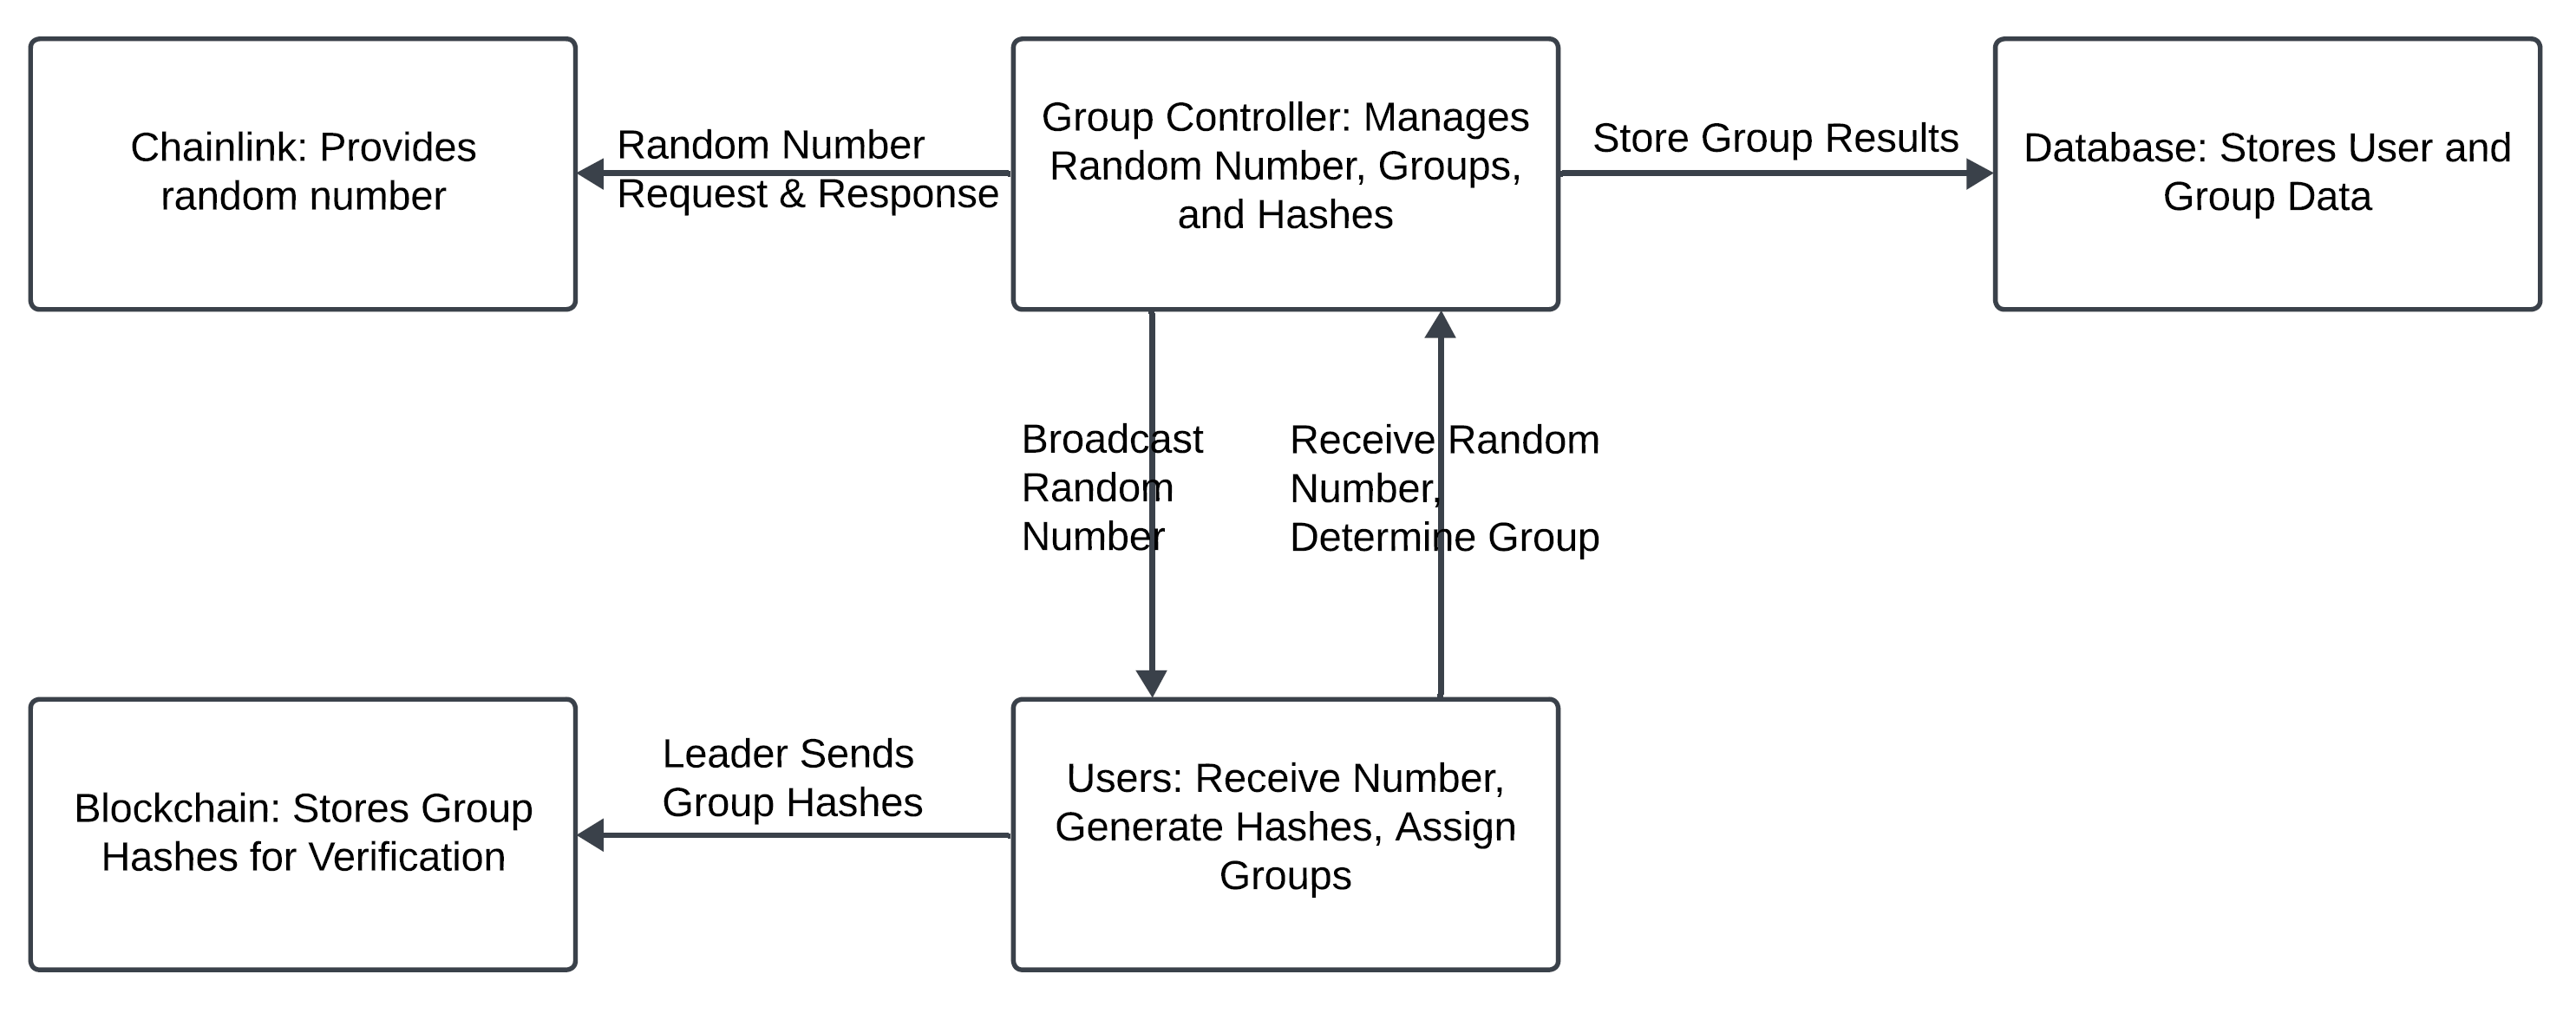 Chainlink: Provides
random number
Random Number
Request & Response
Group Controller: Manages
Random Number, Groups,
and Hashes
Store Group Results
Database: Stores User and
Group Data
Broadcast
Random
Number
Receive Random
Number,
Determine Group
Blockchain: Stores Group
Hashes for Verification
Leader Sends
Group Hashes
Users: Receive Number,
Generate Hashes, Assign
Groups